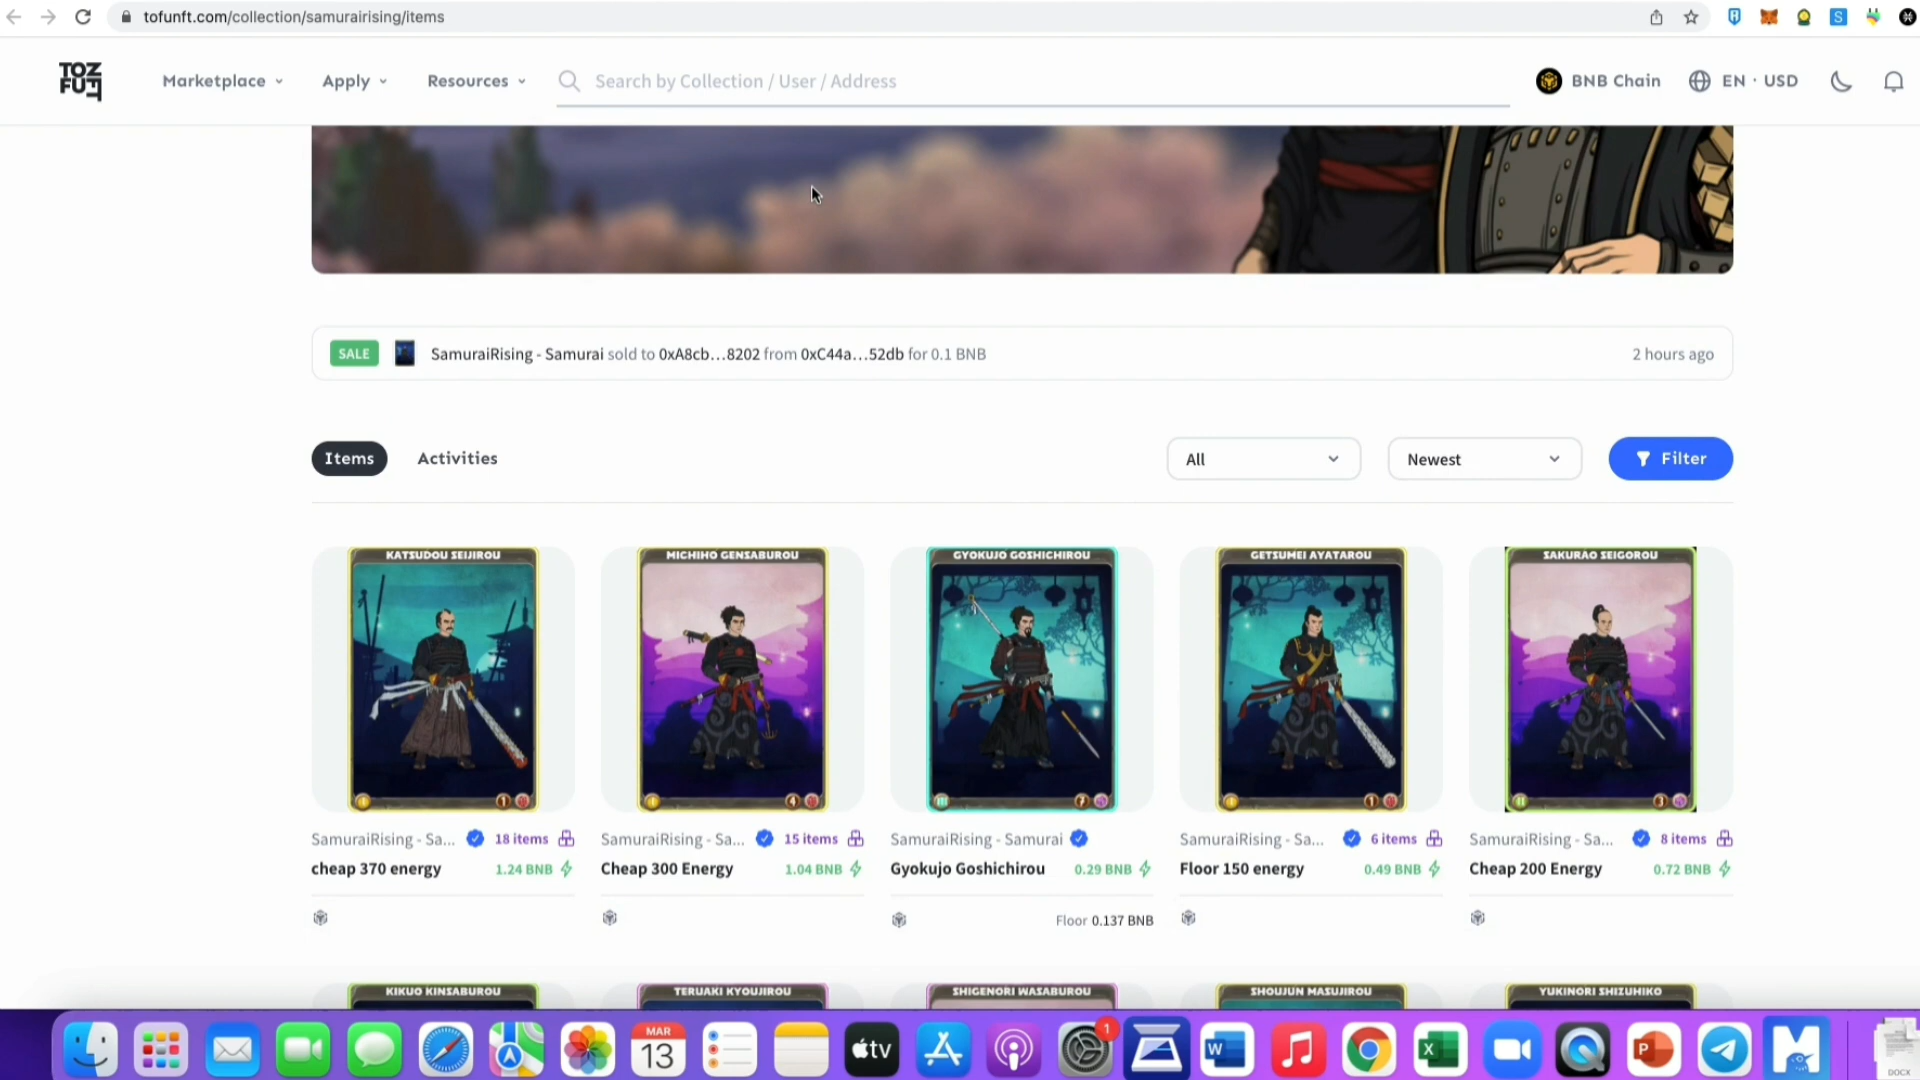 tofunft.com/collection/samurairising/items
TOZ
FUT
Marketplace
Apply
Resources
Search by Collection / User / Address
BNB Chain
EN · USD
SALE
SamuraiRising - Samurai sold to 0xA8cb...8202 from 0xC44a...52db for 0.1 BNB
2 hours ago
Items
Activities
All
Newest
Filter
KATSUDOU SEIJIROU
MICHIHO GENSABUROU
GYOKUJO GOSHICHIROU
GETSUMEI AYATAROU
SAKURAO SEIGOROU
SamuraiRising - Sa... 18 items
cheap 370 energy 1.24 BNB
SamuraiRising - Sa... 15 items
Cheap 300 Energy 1.04 BNB
SamuraiRising - Samurai
Gyokujo Goshichirou 0.29 BNB
Floor 0.137 BNB
SamuraiRising - Sa... 6 items
Floor 150 energy 0.49 BNB
SamuraiRising - Sa... 8 items
Cheap 200 Energy 0.72 BNB
KIKUO KINSABUROU
TERUAKI KYOUJIROU
SHIGENORI WASABUROU
SHOUJUN MASUJIROU
YUKINORI SHIZUHIKO
MAR
13
tv
1
W
X
P
DOCX